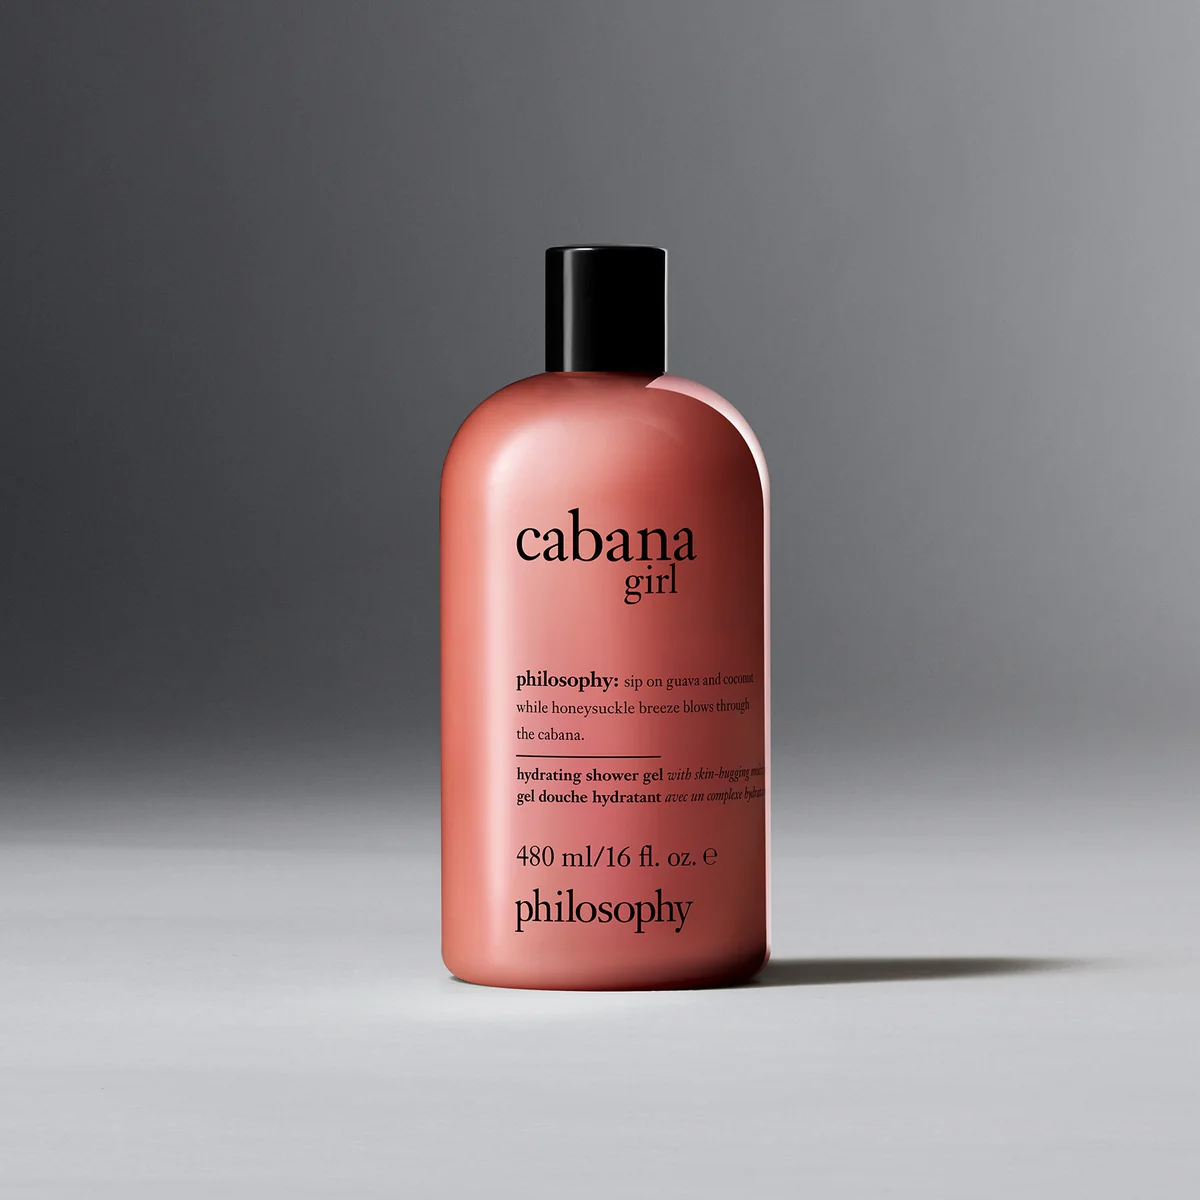 cabana
girl
philosophy: sip on guava and coconut
while honeysuckle breeze blows through
the cabana.
hydrating shower gel with skin-hugging
gel douche hydratant avec un complexe
480 ml/16 fl. oz. ℮
philosophy